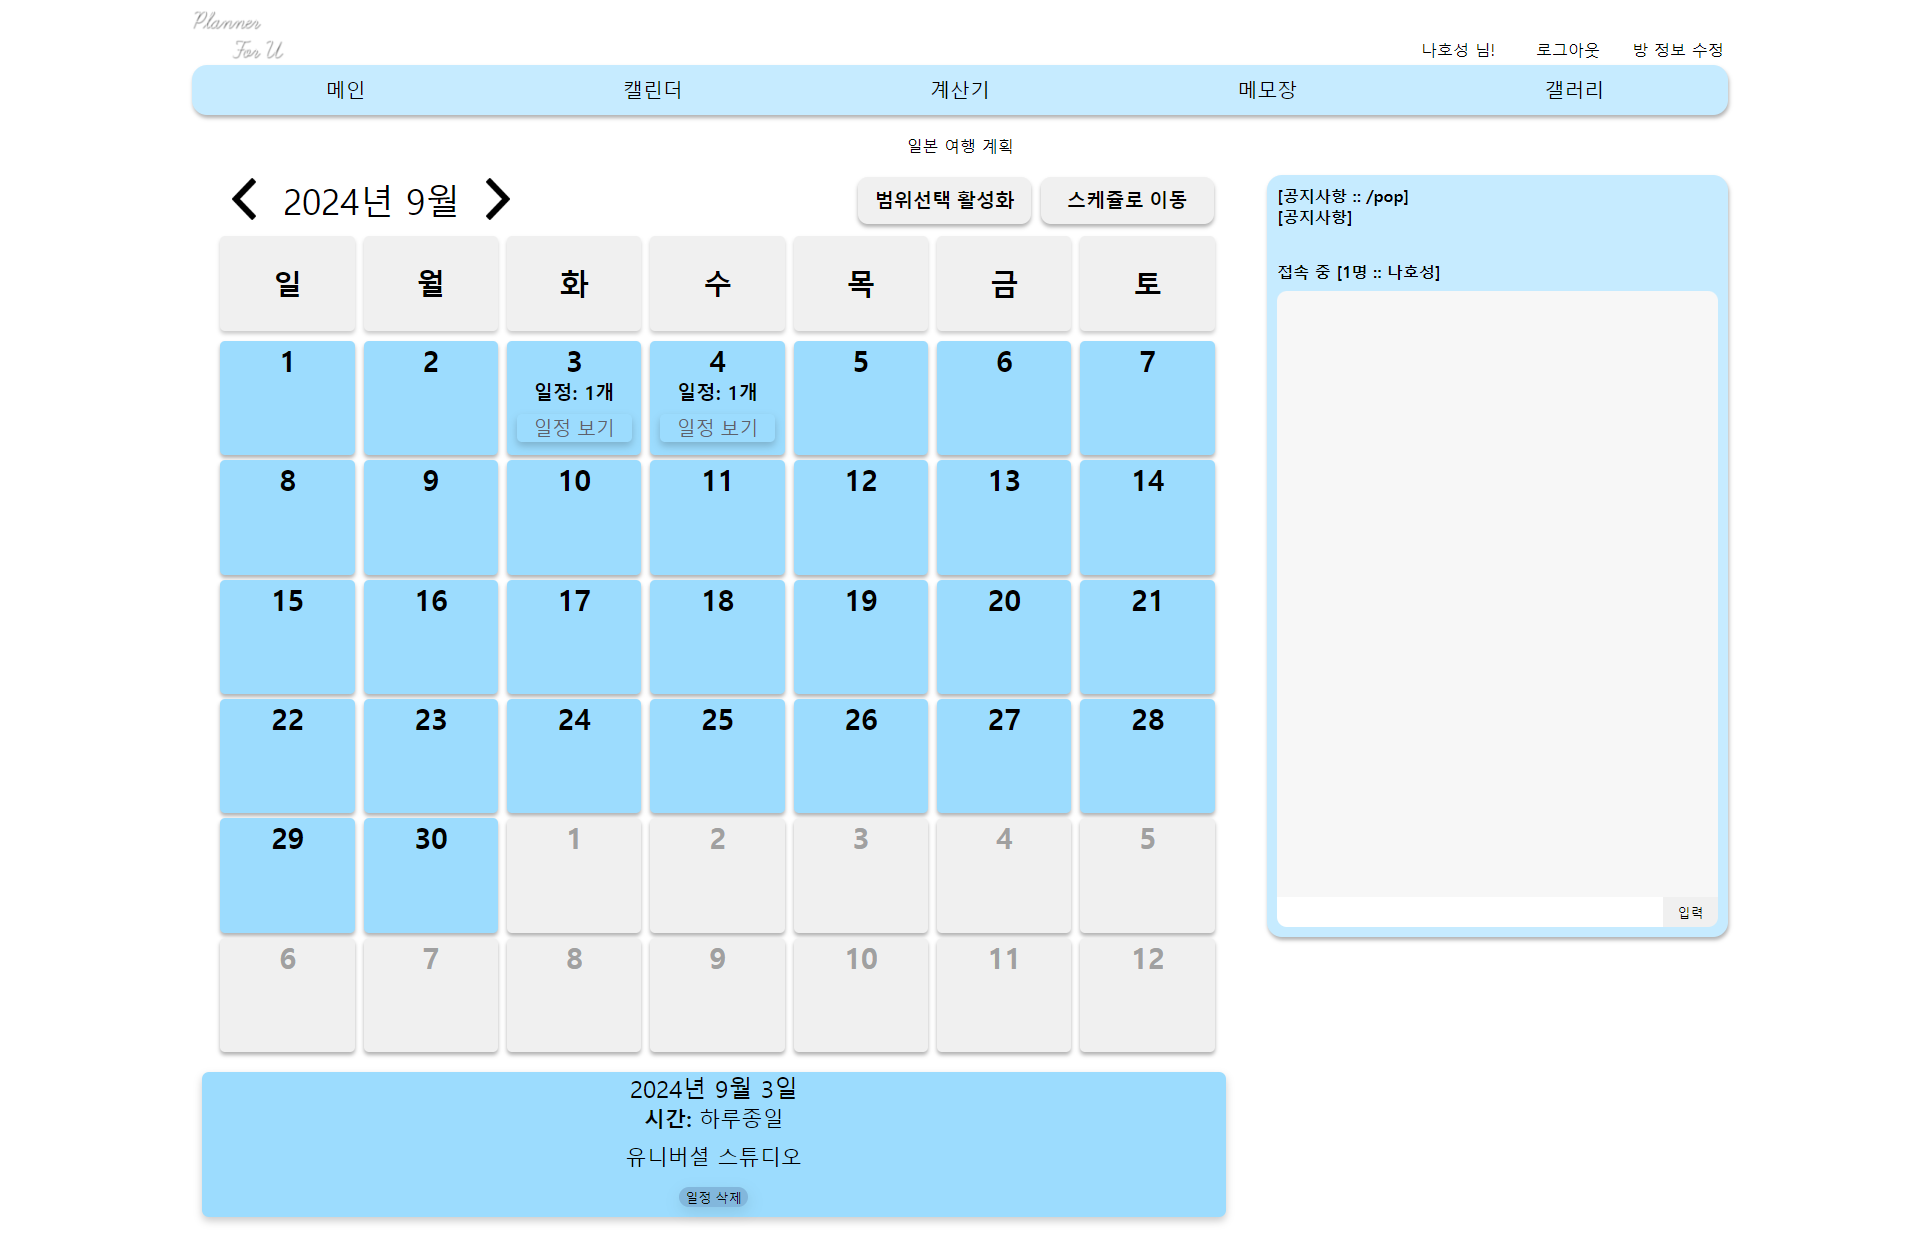 Planner
For U
나호성 님! 로그아웃 방 정보 수정
메인 캘린더 계산기 메모장 갤러리
일본 여행 계획
2024년 9월 범위선택 활성화 스케쥴로 이동
일 월 화 수 목 금 토
1 2 3 4 5 6 7
일정: 1개 일정: 1개
일정 보기 일정 보기
8 9 10 11 12 13 14
15 16 17 18 19 20 21
22 23 24 25 26 27 28
29 30 1 2 3 4 5
6 7 8 9 10 11 12
2024년 9월 3일
시간: 하루종일
유니버셜 스튜디오
일정 삭제
[공지사항 :: /pop]
[공지사항]
접속 중 [1명 :: 나호성]
입력